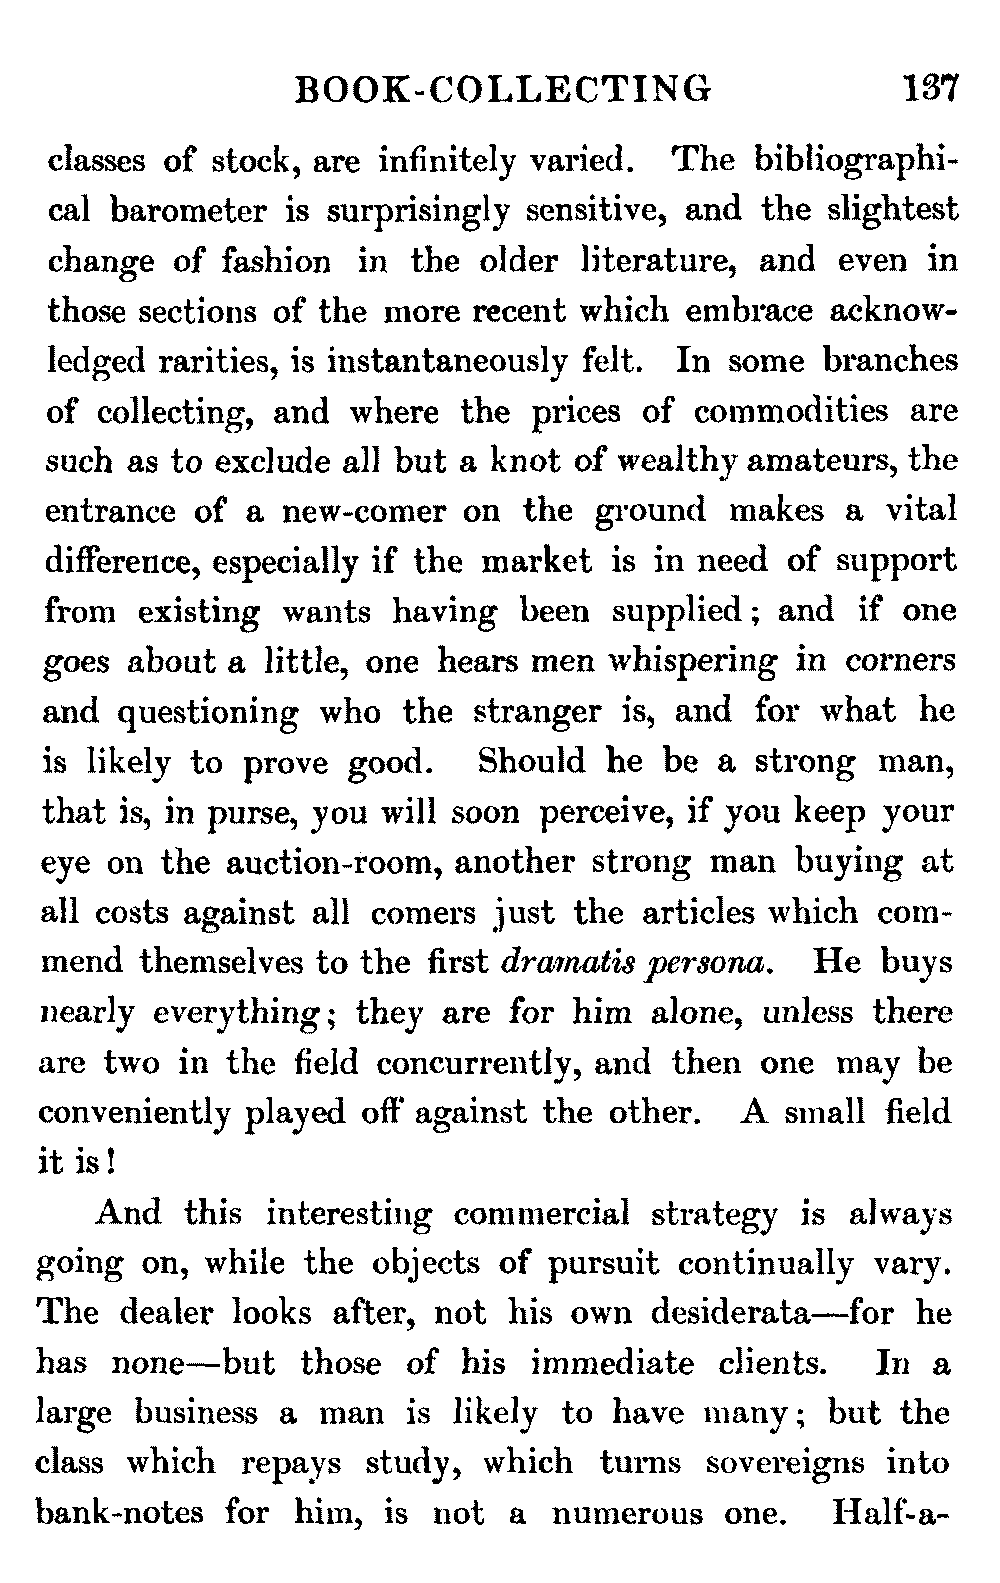 BOOK-COLLECTING 137
classes of stock, are infinitely varied. The bibliographi-
cal barometer is surprisingly sensitive, and the slightest
change of fashion in the older literature, and even in
those sections of the more recent which embrace acknow-
ledged rarities, is instantaneously felt. In some branches
of collecting, and where the prices of commodities are
such as to exclude all but a knot of wealthy amateurs, the
entrance of a new-comer on the ground makes a vital
difference, especially if the market is in need of support
from existing wants having been supplied; and if one
goes about a little, one hears men whispering in corners
and questioning who the stranger is, and for what he
is likely to prove good. Should he be a strong man,
that is, in purse, you will soon perceive, if you keep your
eye on the auction-room, another strong man buying at
all costs against all comers just the articles which com-
mend themselves to the first dramatis persona. He buys
nearly everything; they are for him alone, unless there
are two in the field concurrently, and then one may be
conveniently played off against the other. A small field
it is!
And this interesting commercial strategy is always
going on, while the objects of pursuit continually vary.
The dealer looks after, not his own desiderata—for he
has none—but those of his immediate clients. In a
large business a man is likely to have many; but the
class which repays study, which turns sovereigns into
bank-notes for him, is not a numerous one. Half-a-